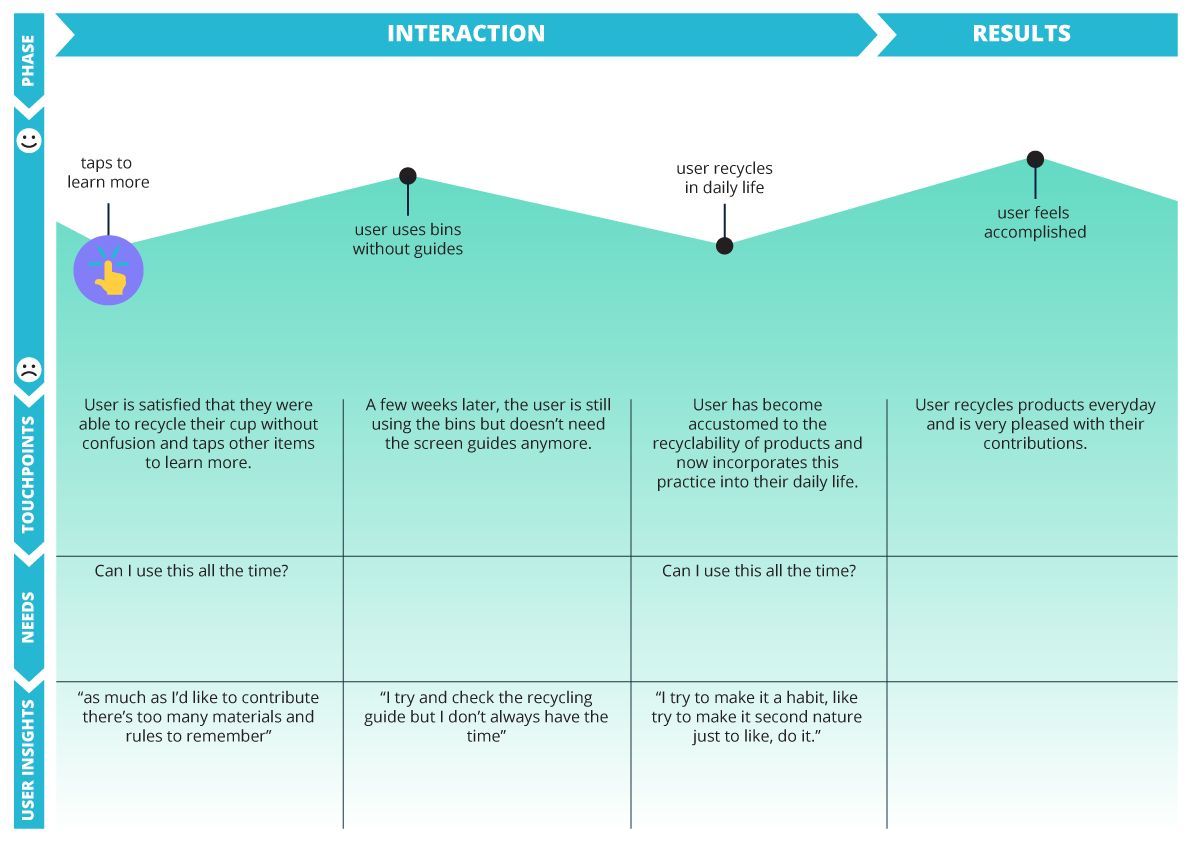 PHASE
INTERACTION
RESULTS
taps to
learn more
user uses bins
without guides
user recycles
in daily life
user feels
accomplished
TOUCHPOINTS
User is satisfied that they were
able to recycle their cup without
confusion and taps other items
to learn more.
A few weeks later, the user is still
using the bins but doesn’t need
the screen guides anymore.
User has become
accustomed to the
recyclability of products and
now incorporates this
practice into their daily life.
User recycles products everyday
and is very pleased with their
contributions.
NEEDS
Can I use this all the time?
Can I use this all the time?
USER INSIGHTS
“as much as I’d like to contribute
there’s too many materials and
rules to remember”
“I try and check the recycling
guide but I don’t always have the
time”
“I try to make it a habit, like
try to make it second nature
just to like, do it.”